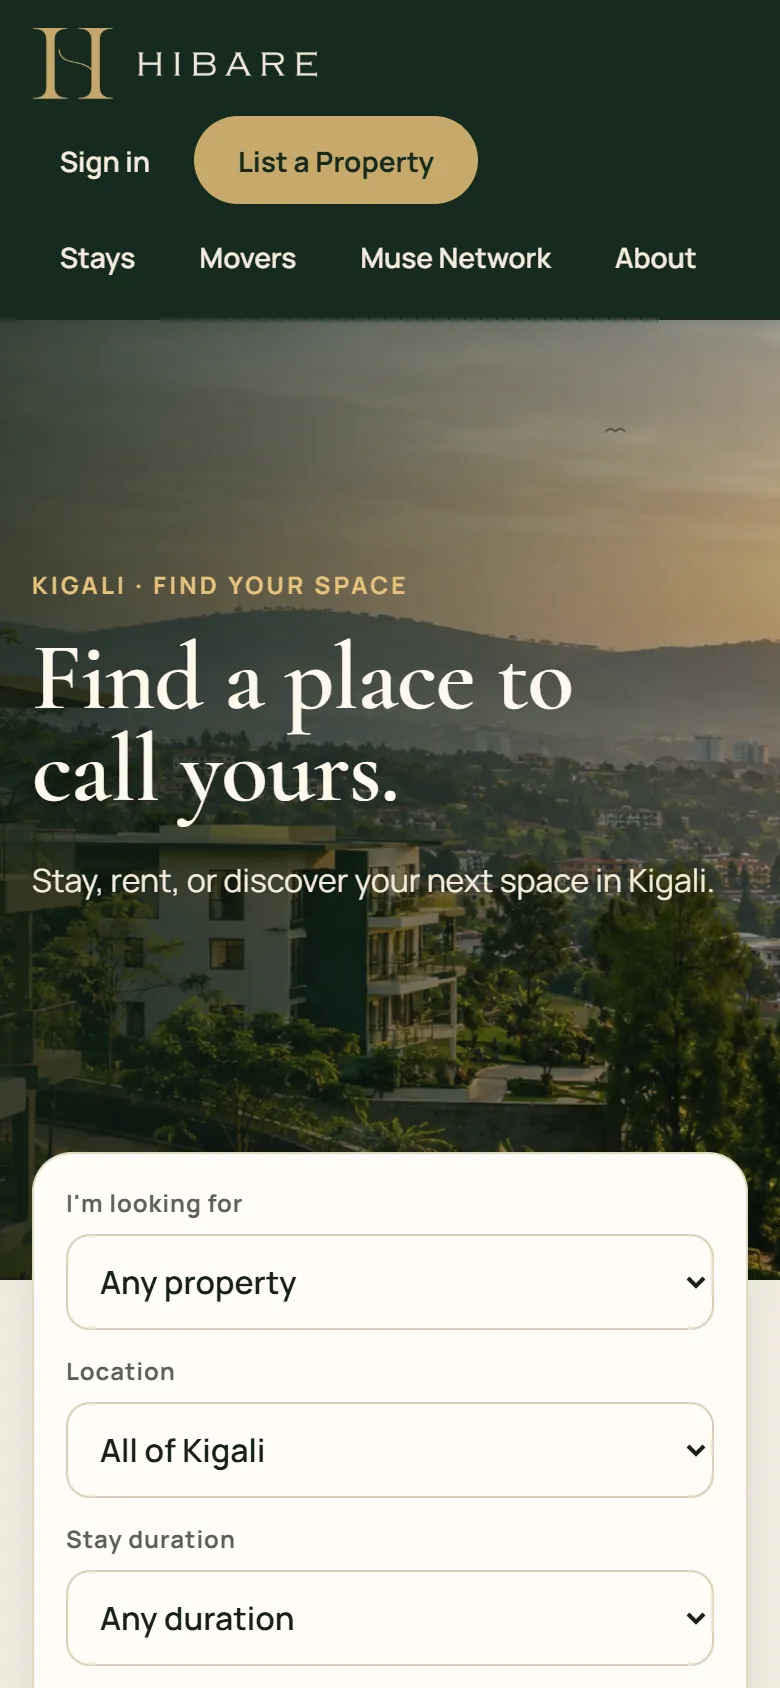 HIBARE
Sign in
List a Property
Stays
Movers
Muse Network
About
KIGALI · FIND YOUR SPACE
Find a place to
call yours.
Stay, rent, or discover your next space in Kigali.
I'm looking for
Any property
Location
All of Kigali
Stay duration
Any duration